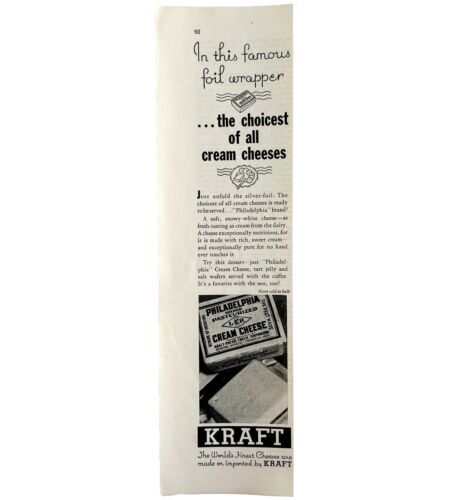 92
In this famous
foil wrapper
...the choicest
of all
cream cheeses
Just unfold the silver-foil. The
choicest of all cream cheeses is ready
to be served... "Philadelphia" brand!
A soft, snowy-white cheese—as
fresh-tasting as cream from the dairy.
A cheese exceptionally nutritious, for
it is made with rich, sweet cream—
and exceptionally pure for no hand
ever touches it.
Try this dessert—just "Philadel-
phia" Cream Cheese, tart jelly and
salt wafers served with the coffee.
It's a favorite with the men, too!
Never sold in bulk
PHILADELPHIA
PASTEURIZED
CREAM CHEESE
KRAFT
The World's Finest Cheeses are
made or imported by KRAFT